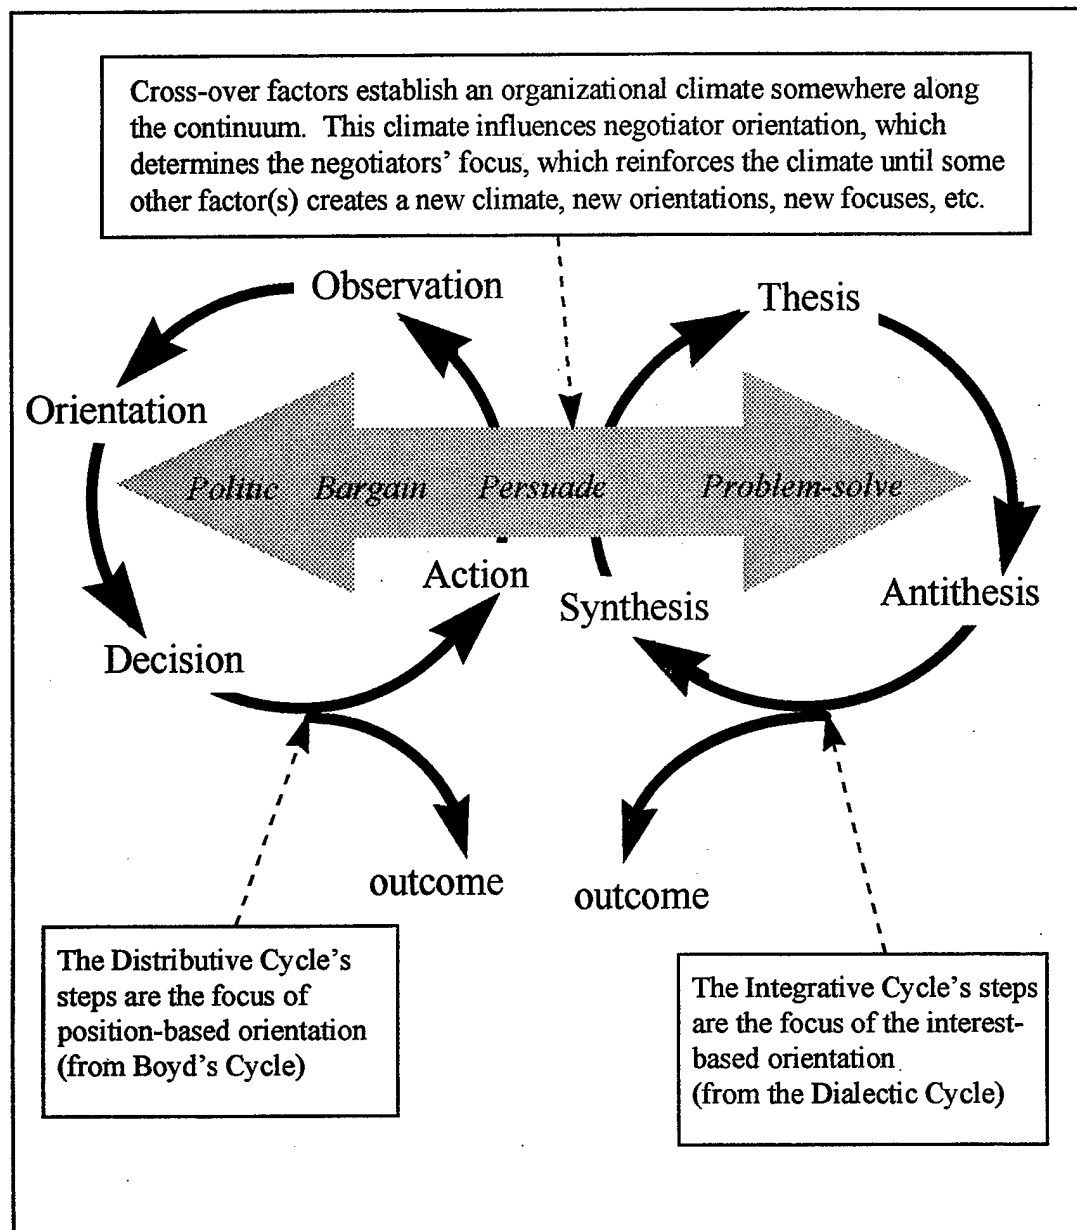 Cross-over factors establish an organizational climate somewhere along
the continuum. This climate influences negotiator orientation, which
determines the negotiators' focus, which reinforces the climate until some
other factor(s) creates a new climate, new orientations, new focuses, etc.
Observation
Thesis
Orientation
Politic Bargain Persuade Problem-solve
Action
Synthesis
Antithesis
Decision
outcome
outcome
The Distributive Cycle's
steps are the focus of
position-based orientation
(from Boyd's Cycle)
The Integrative Cycle's steps
are the focus of the interest-
based orientation
(from the Dialectic Cycle)